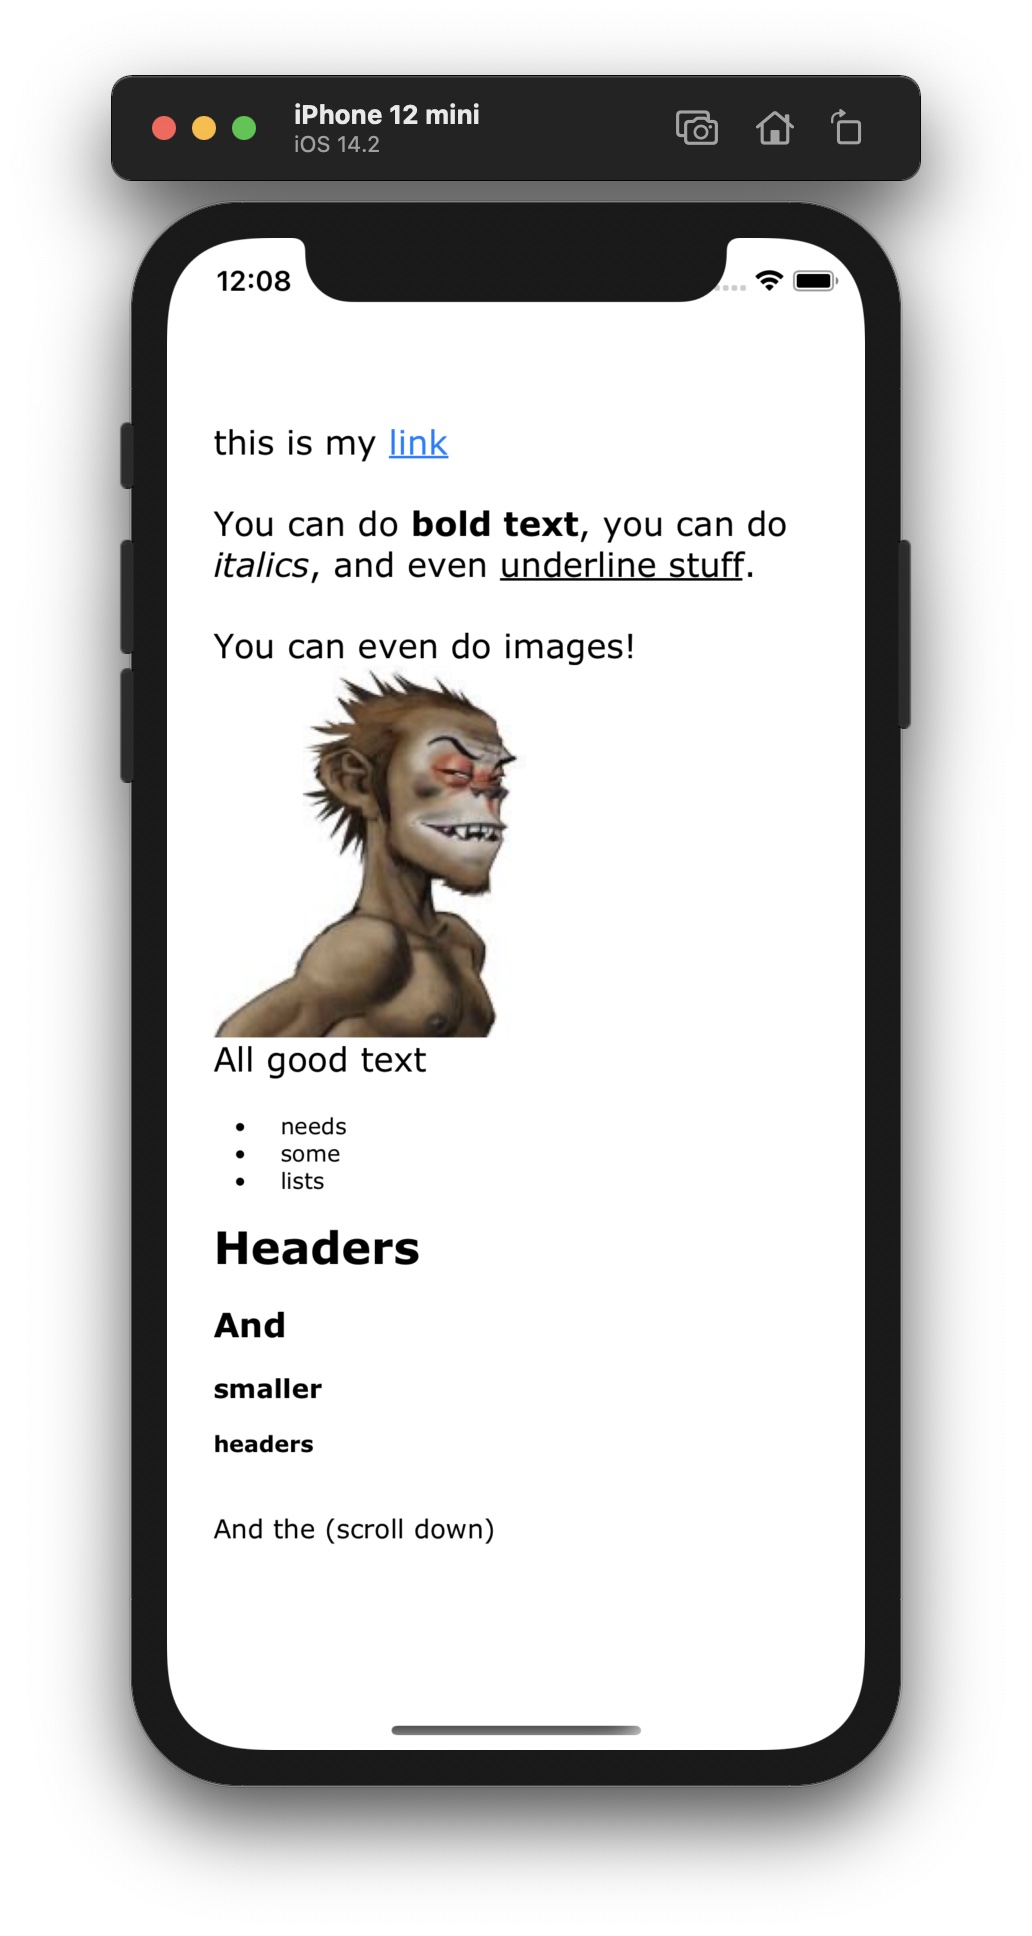 iPhone 12 mini
iOS 14.2
12:08
this is my link
You can do bold text, you can do
italics, and even underline stuff.
You can even do images!
All good text
• needs
• some
• lists
Headers
And
smaller
headers
And the (scroll down)